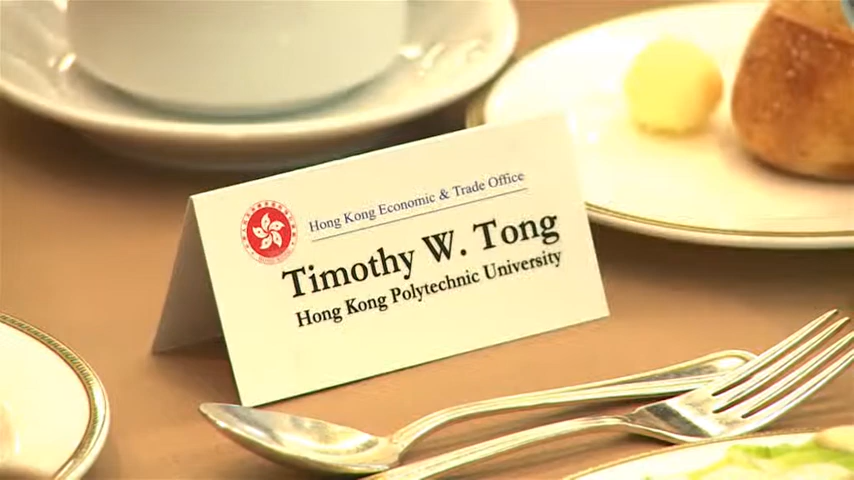 Hong Kong Economic & Trade Office
Timothy W. Tong
Hong Kong Polytechnic University